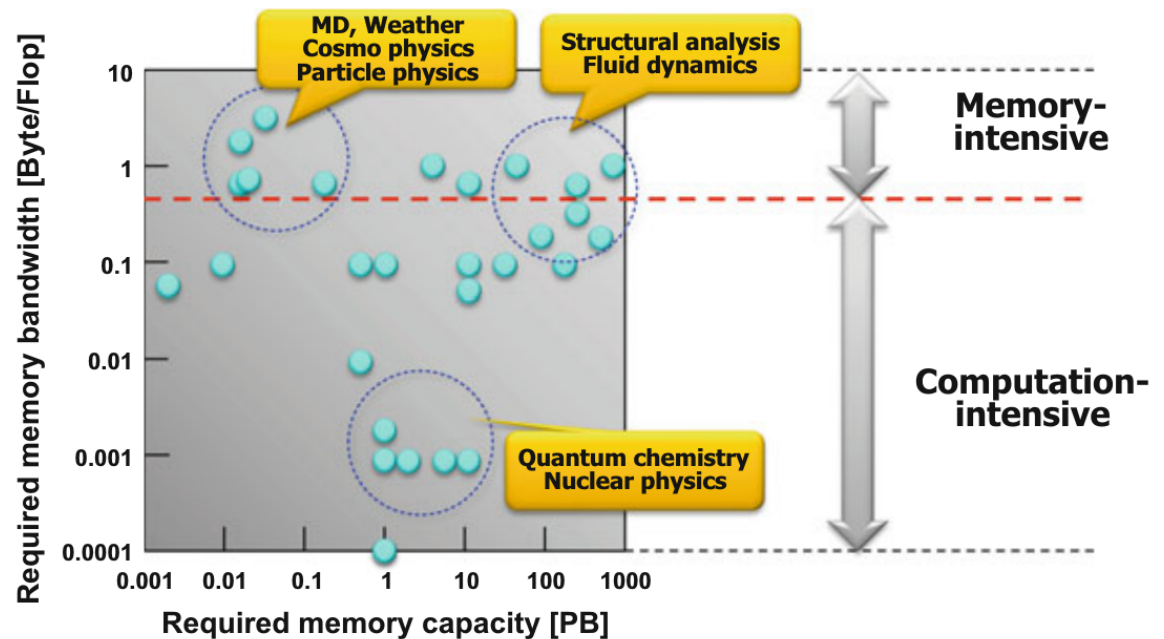 MD, Weather
Cosmo physics
Particle physics
Structural analysis
Fluid dynamics
Required memory bandwidth [Byte/Flop]
10
1
0.1
0.01
0.001
0.0001
Memory-
intensive
Computation-
intensive
Quantum chemistry
Nuclear physics
0.001
0.01
0.1
1
10
100
1000
Required memory capacity [PB]